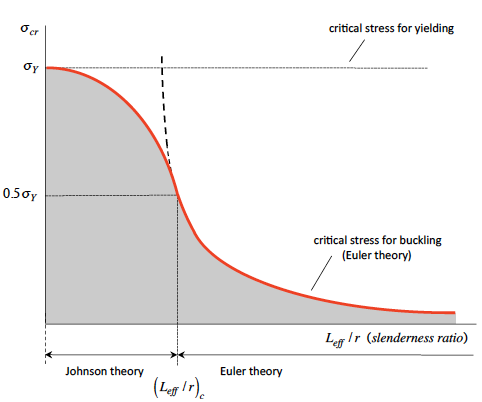 σcr
critical stress for yielding
σY
0.5σY
critical stress for buckling
(Euler theory)
Leff / r (slenderness ratio)
Johnson theory
Euler theory
(Leff / r)c